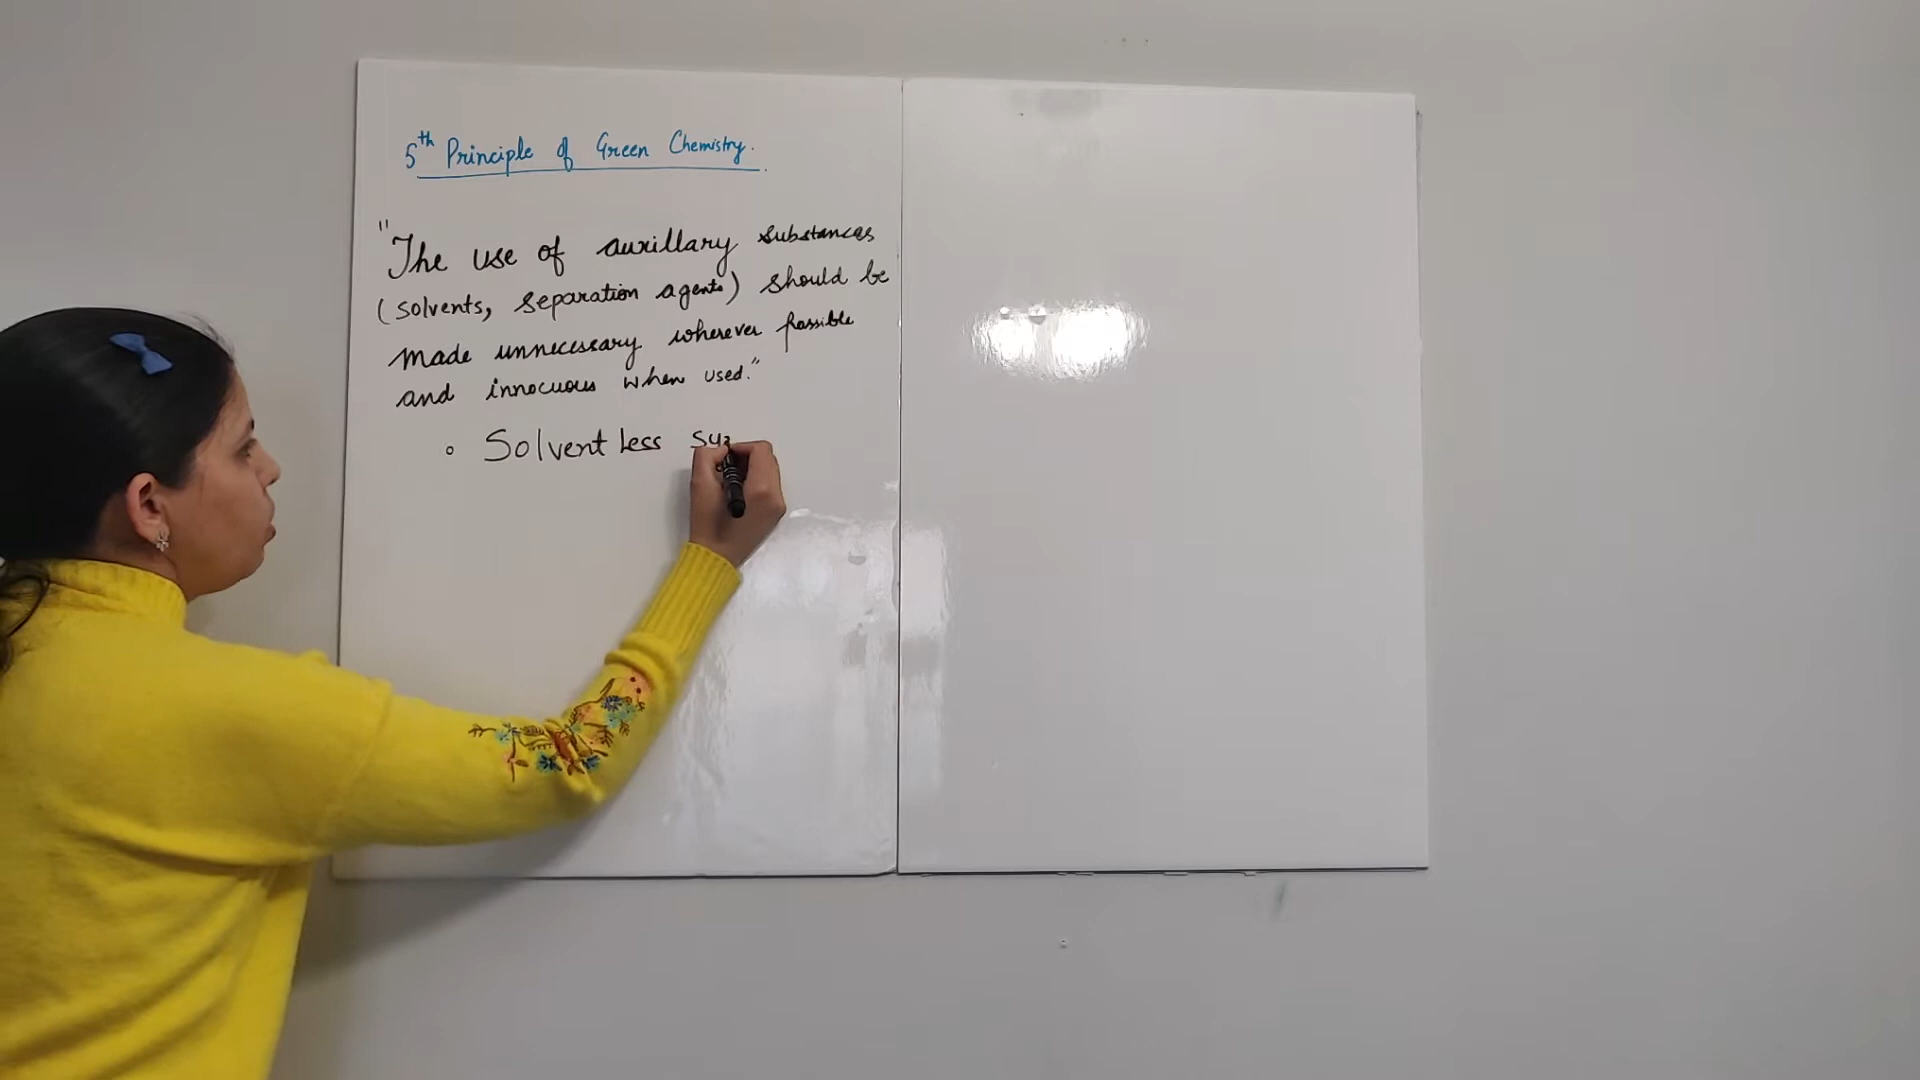 5th Principle of Green Chemistry.
"The use of auxillary substances
(solvents, separation agents) should be
made unnecessary wherever possible
and innocuous when used."
Solvent less